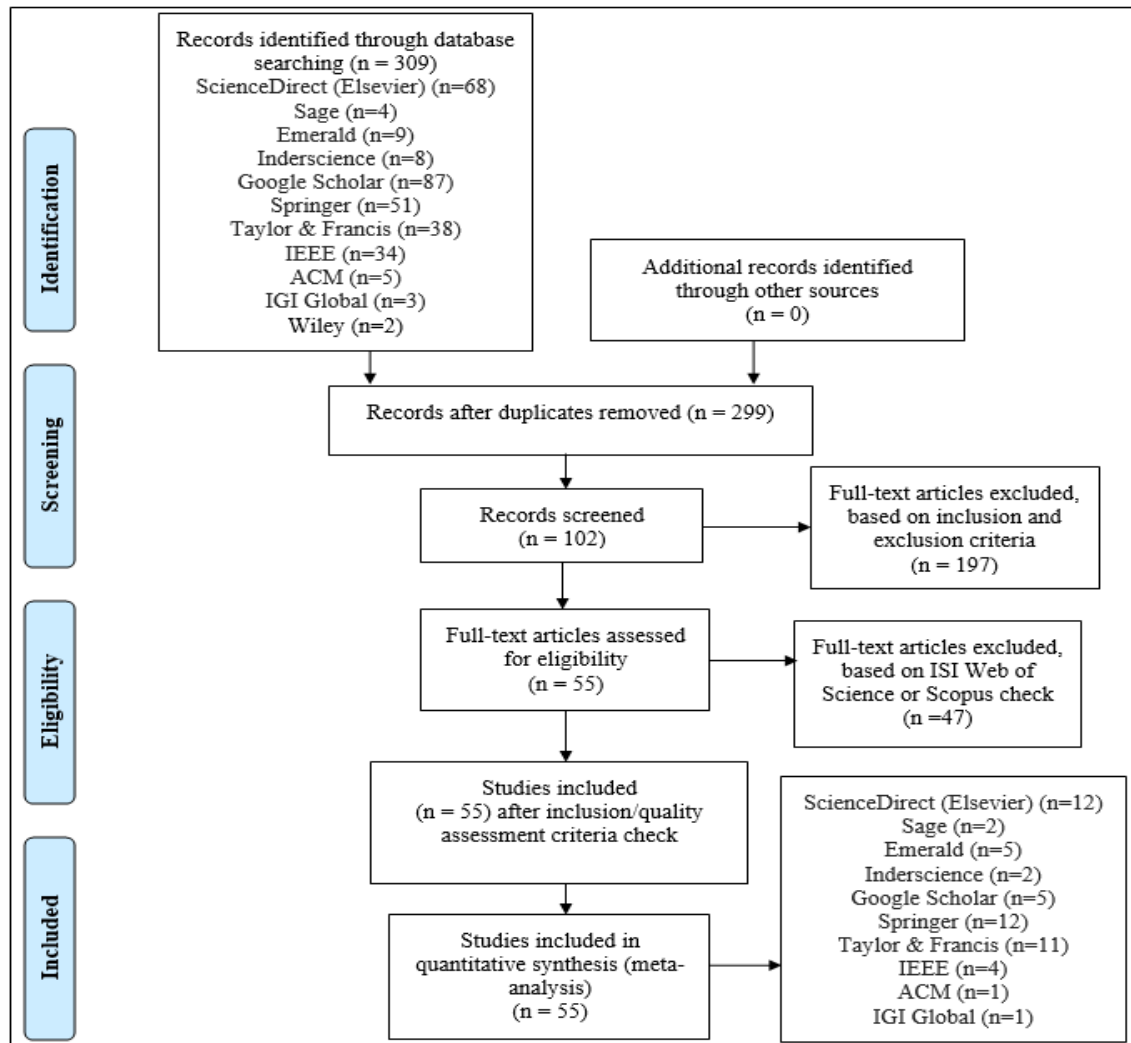 Identification
Records identified through database
searching (n = 309)
ScienceDirect (Elsevier) (n=68)
Sage (n=4)
Emerald (n=9)
Inderscience (n=8)
Google Scholar (n=87)
Springer (n=51)
Taylor & Francis (n=38)
IEEE (n=34)
ACM (n=5)
IGI Global (n=3)
Wiley (n=2)
Additional records identified
through other sources
(n = 0)
Screening
Records after duplicates removed (n = 299)
Records screened
(n = 102)
Full-text articles excluded,
based on inclusion and
exclusion criteria
(n = 197)
Eligibility
Full-text articles assessed
for eligibility
(n = 55)
Full-text articles excluded,
based on ISI Web of
Science or Scopus check
(n =47)
Studies included
(n = 55) after inclusion/quality
assessment criteria check
Included
Studies included in
quantitative synthesis (meta-
analysis)
(n = 55)
ScienceDirect (Elsevier) (n=12)
Sage (n=2)
Emerald (n=5)
Inderscience (n=2)
Google Scholar (n=5)
Springer (n=12)
Taylor & Francis (n=11)
IEEE (n=4)
ACM (n=1)
IGI Global (n=1)